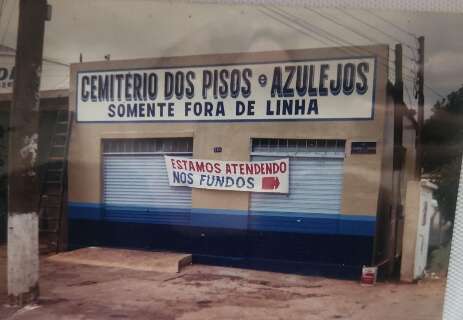 CEMITÉRIO DOS PISOS e AZULEJOS
SOMENTE FORA DE LINHA
ESTAMOS ATENDENDO
NOS FUNDOS